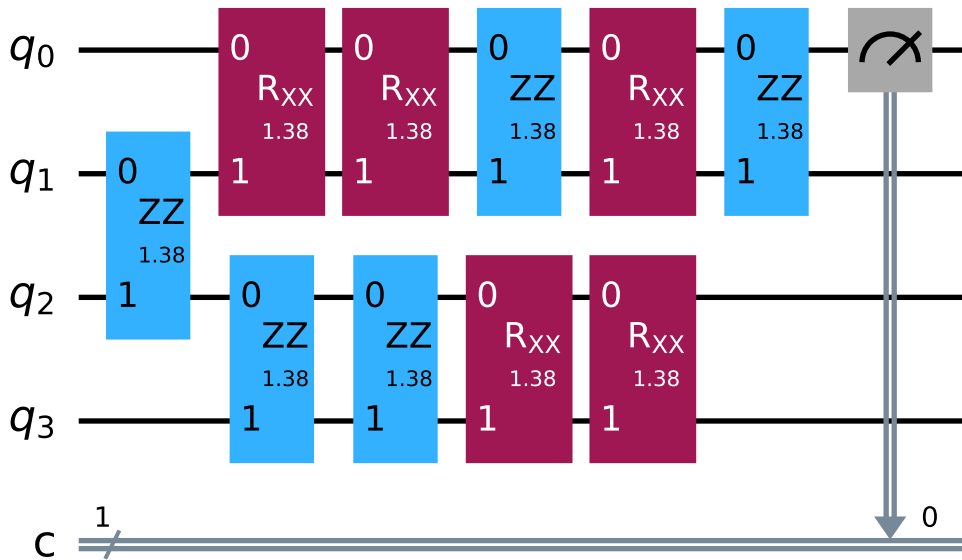 q0 0 0 0 0 0
RXX RXX ZZ RXX ZZ
1.38 1.38 1.38 1.38 1.38
q1 0 1 1 1 1 1
ZZ
1.38
q2 1 0 0 0 0
ZZ ZZ RXX RXX
1.38 1.38 1.38 1.38
q3 1 1 1 1
1 0
c